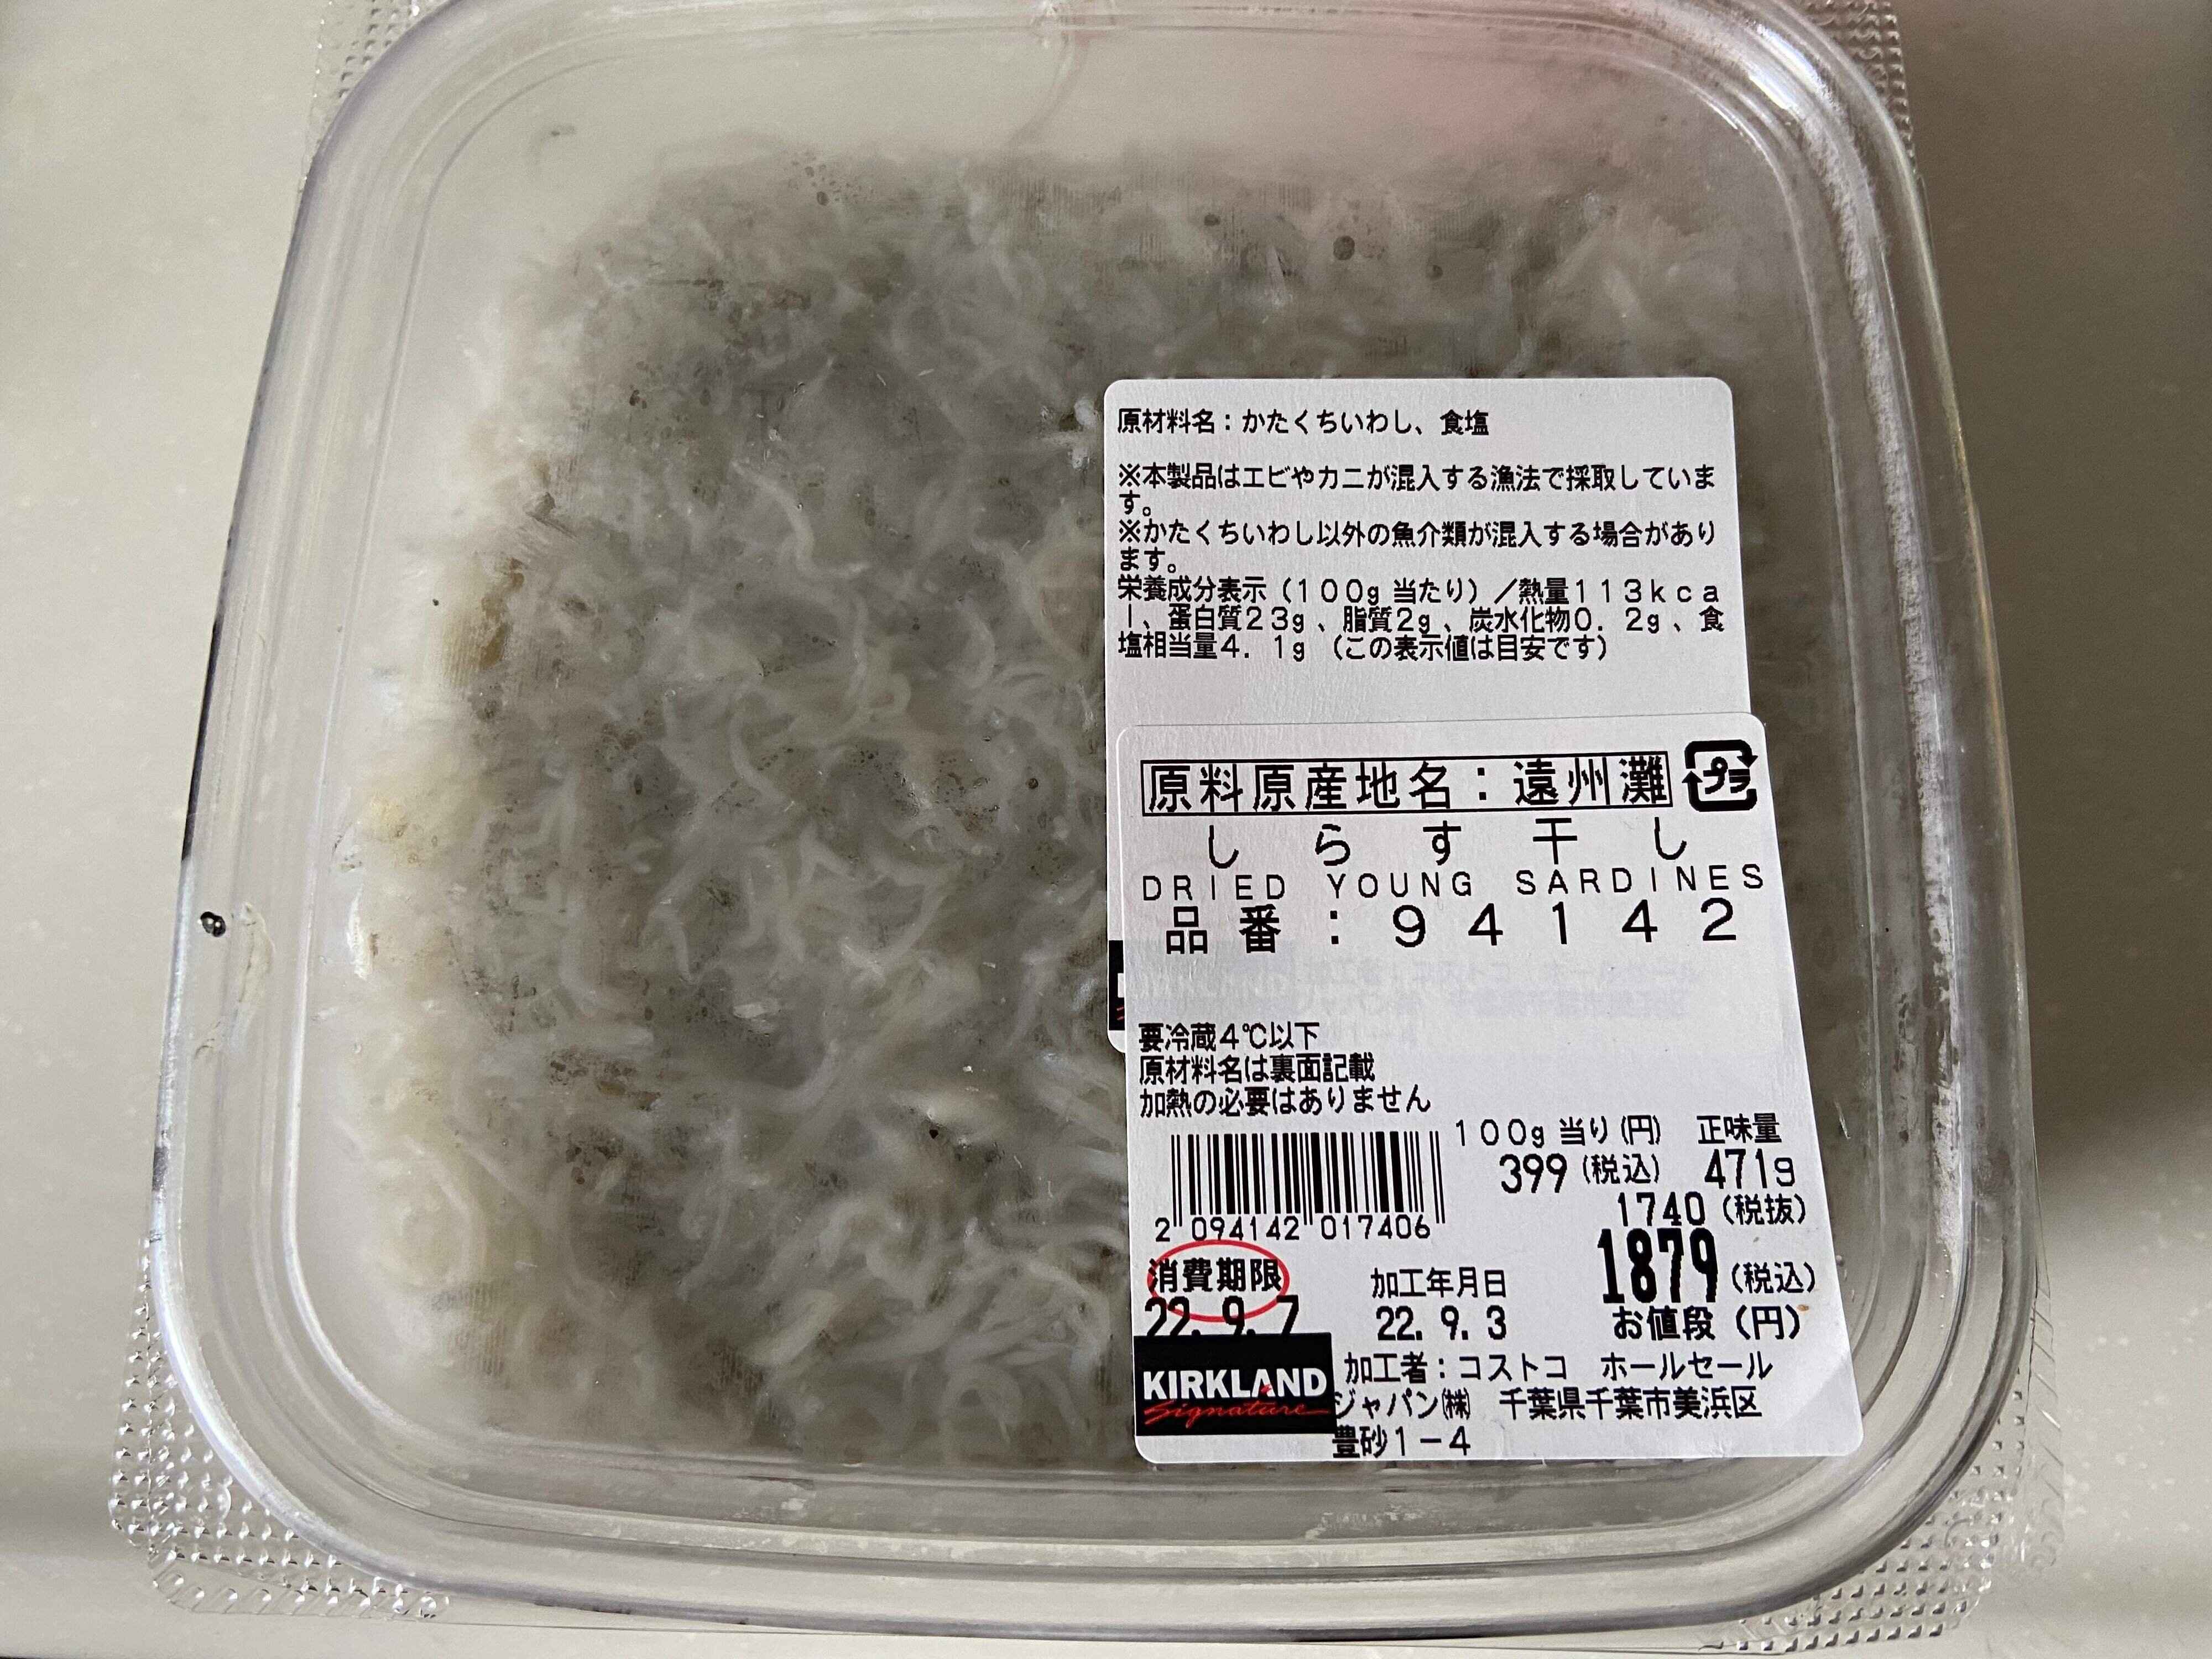 原材料名：かたくちいわし、食塩
※本製品はエビやカニが混入する漁法で採取していま
す。
※かたくちいわし以外の魚介類が混入する場合があり
ます。
栄養成分表示（100g当たり）／熱量113kca
l、蛋白質23g、脂質2g、炭水化物0．2g、食
塩相当量4．1g（この表示値は目安です）
原料原産地名：遠州灘 プラ
しらす干し
DRIED YOUNG SARDINES
品番：94142
要冷蔵4℃以下
原材料名は裏面記載
加熱の必要はありません
100g当り(円) 正味量
399(税込) 471g
1740(税抜)
2 094142 017406
1879(税込)
お値段(円)
消費期限 加工年月日
22.9.7 22.9.3
KIRKLAND
Signature
加工者：コストコ ホールセール
ジャパン㈱ 千葉県千葉市美浜区
豊砂1－4